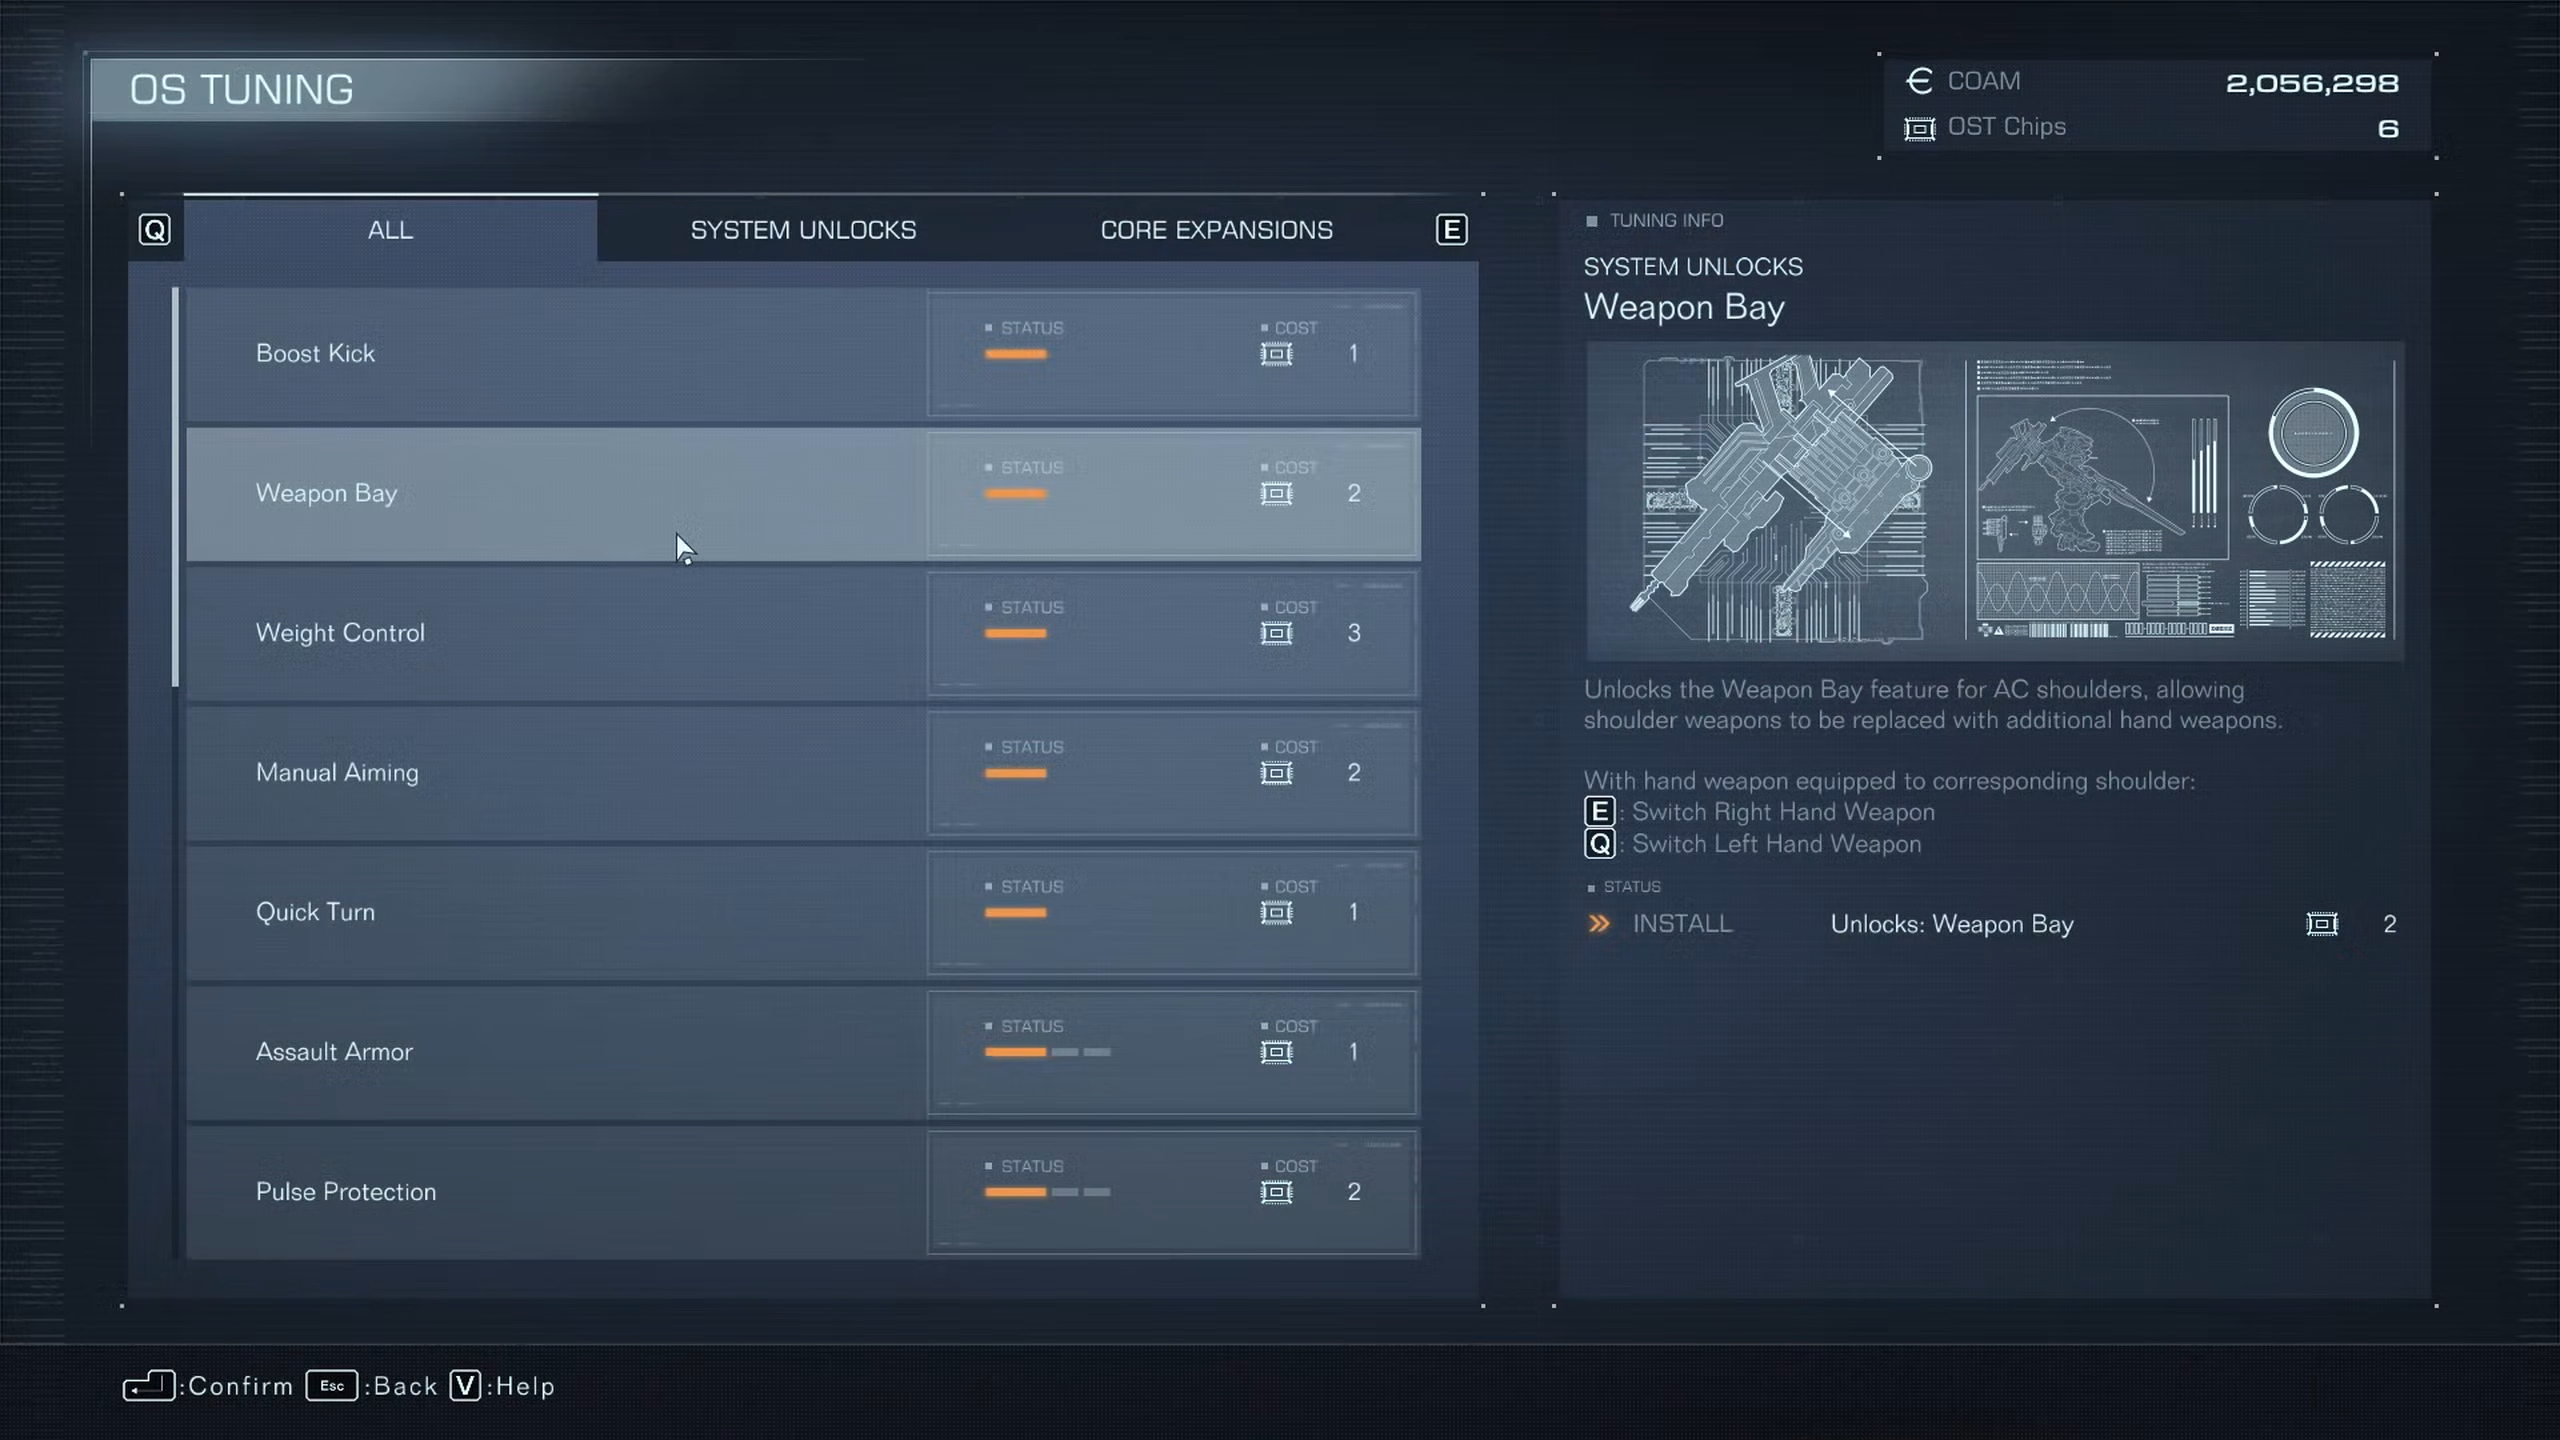 OS TUNING
COAM 2,056,298
OST Chips 6
Q ALL SYSTEM UNLOCKS CORE EXPANSIONS E
Boost Kick STATUS COST 1
Weapon Bay STATUS COST 2
Weight Control STATUS COST 3
Manual Aiming STATUS COST 2
Quick Turn STATUS COST 1
Assault Armor STATUS COST 1
Pulse Protection STATUS COST 2
TUNING INFO
SYSTEM UNLOCKS
Weapon Bay
Unlocks the Weapon Bay feature for AC shoulders, allowing
shoulder weapons to be replaced with additional hand weapons.
With hand weapon equipped to corresponding shoulder:
E : Switch Right Hand Weapon
Q : Switch Left Hand Weapon
STATUS
INSTALL Unlocks: Weapon Bay 2
:Confirm Esc :Back V :Help